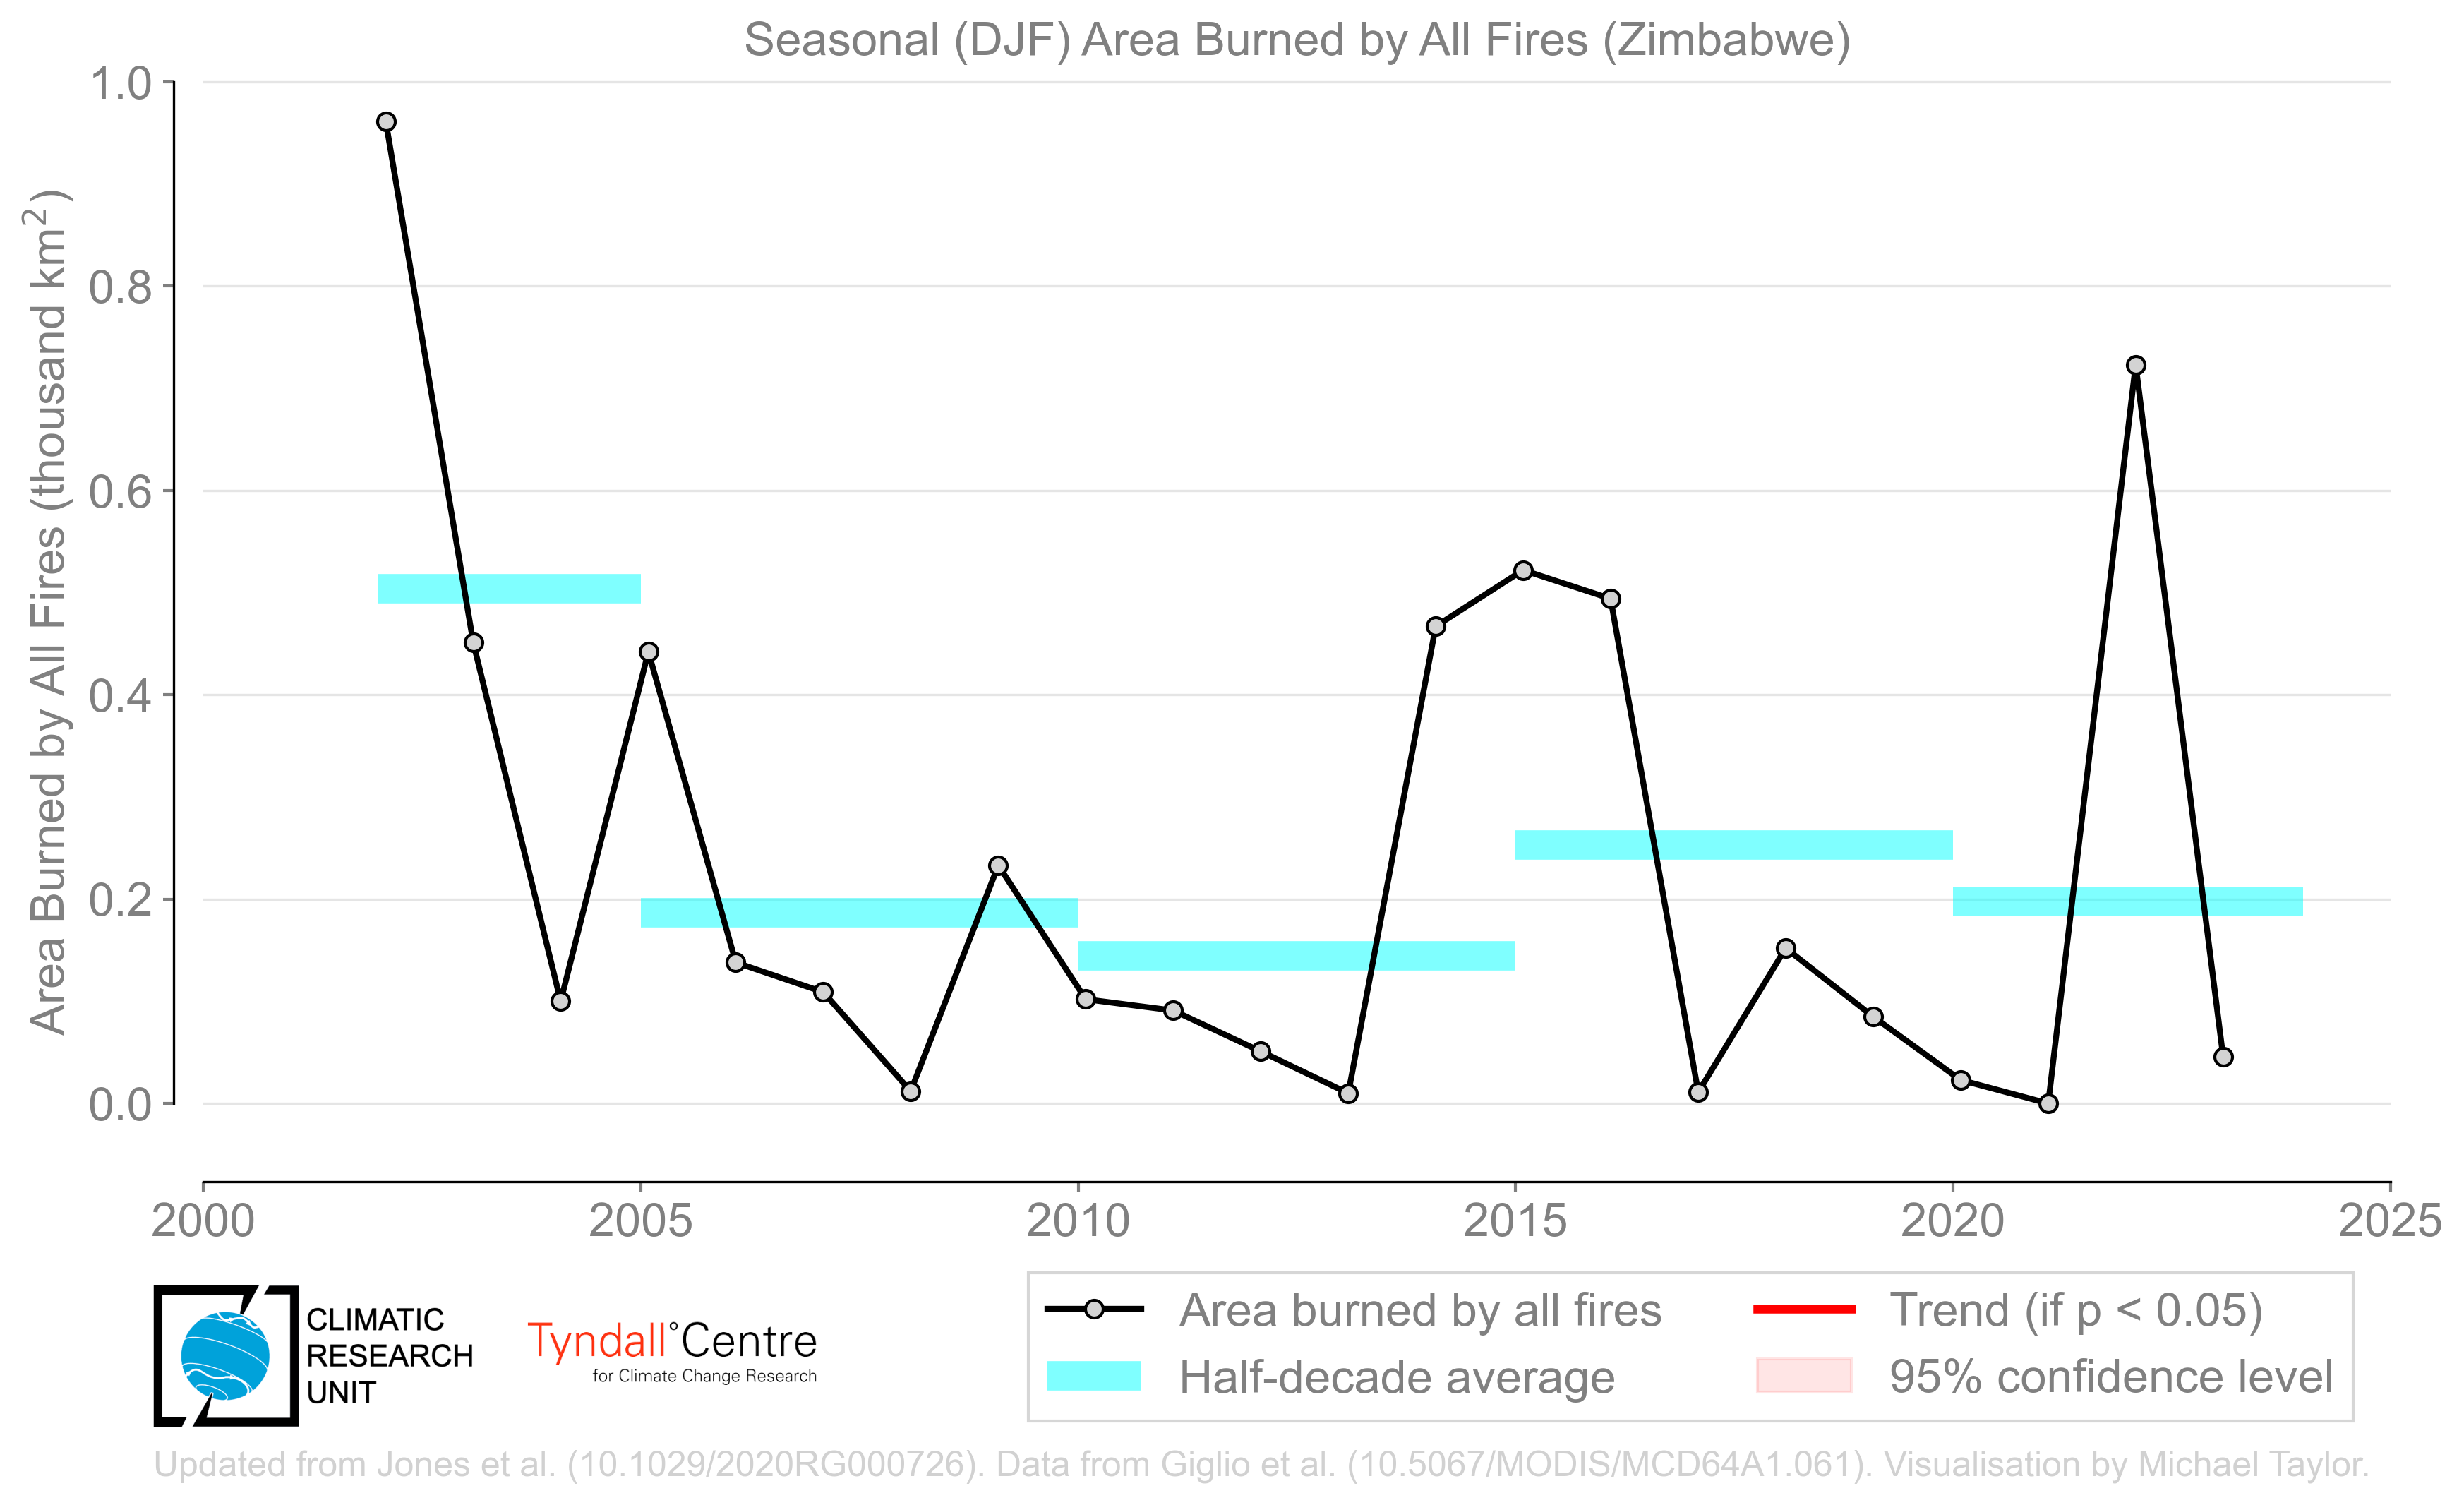 Seasonal (DJF) Area Burned by All Fires (Zimbabwe)
Area Burned by All Fires (thousand km²)
1.0
0.8
0.6
0.4
0.2
0.0
2000
2005
2010
2015
2020
2025
Area burned by all fires
Half-decade average
Trend (if p < 0.05)
95% confidence level
CLIMATIC
RESEARCH
UNIT
Tyndall°Centre
for Climate Change Research
Updated from Jones et al. (10.1029/2020RG000726). Data from Giglio et al. (10.5067/MODIS/MCD64A1.061). Visualisation by Michael Taylor.